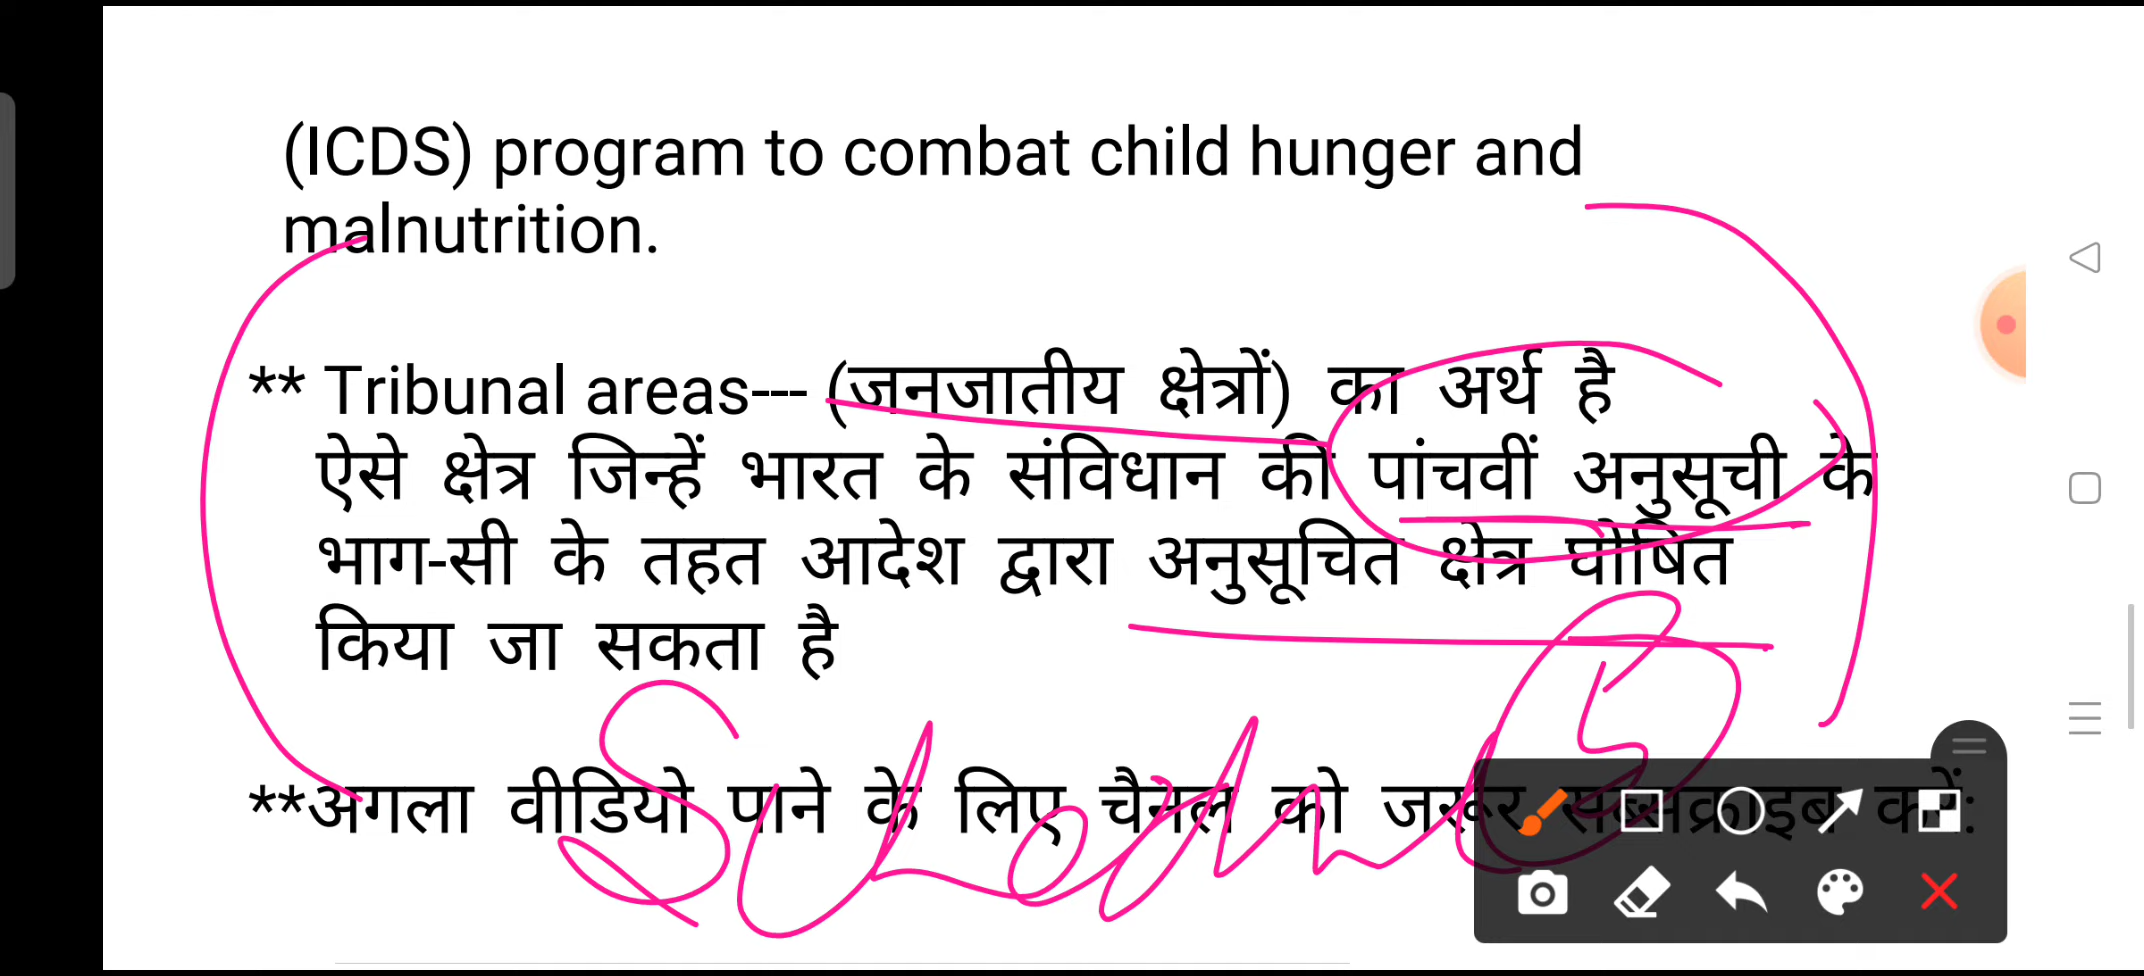 (ICDS) program to combat child hunger and
malnutrition.
** Tribunal areas--- (जनजातीय क्षेत्रों) का अर्थ है
ऐसे क्षेत्र जिन्हें भारत के संविधान की पांचवीं अनुसूची के
भाग-सी के तहत आदेश द्वारा अनुसूचित क्षेत्र घोषित
किया जा सकता है
**अगला वीडियो पाने के लिए चैनल को जरूर सब्सक्राइब करें:
5